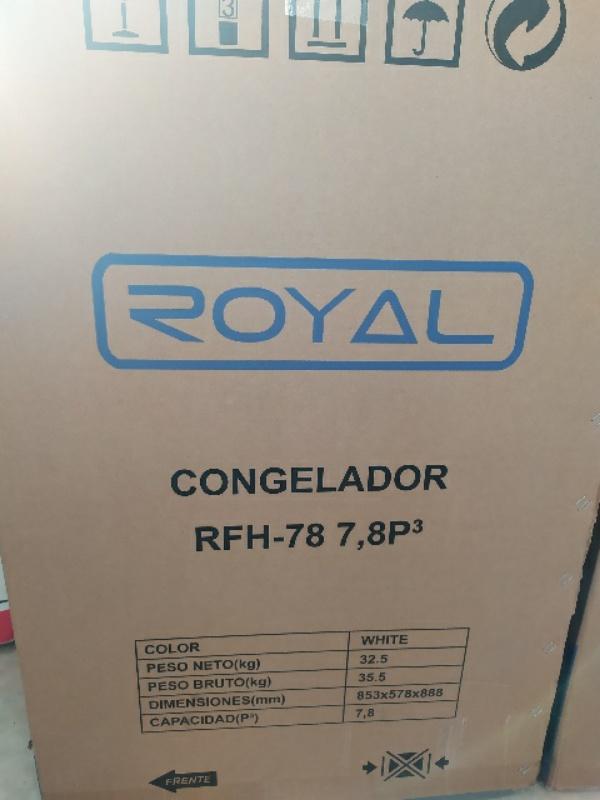 3
ROYAL
CONGELADOR
RFH-78 7,8P³
COLOR WHITE
PESO NETO(kg) 32.5
PESO BRUTO(kg) 35.5
DIMENSIONES(mm) 853x578x888
CAPACIDAD(P³) 7,8
FRENTE